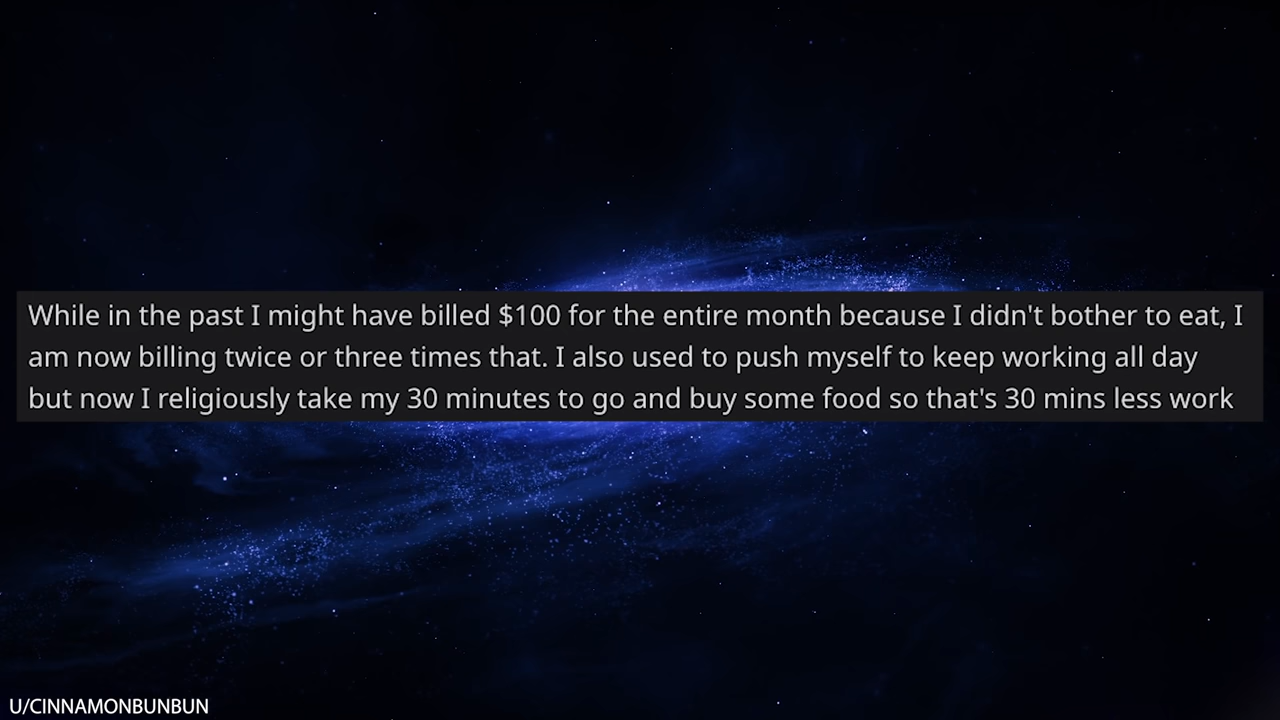 While in the past I might have billed $100 for the entire month because I didn't bother to eat, I
am now billing twice or three times that. I also used to push myself to keep working all day
but now I religiously take my 30 minutes to go and buy some food so that's 30 mins less work
U/CINNAMONBUNBUN